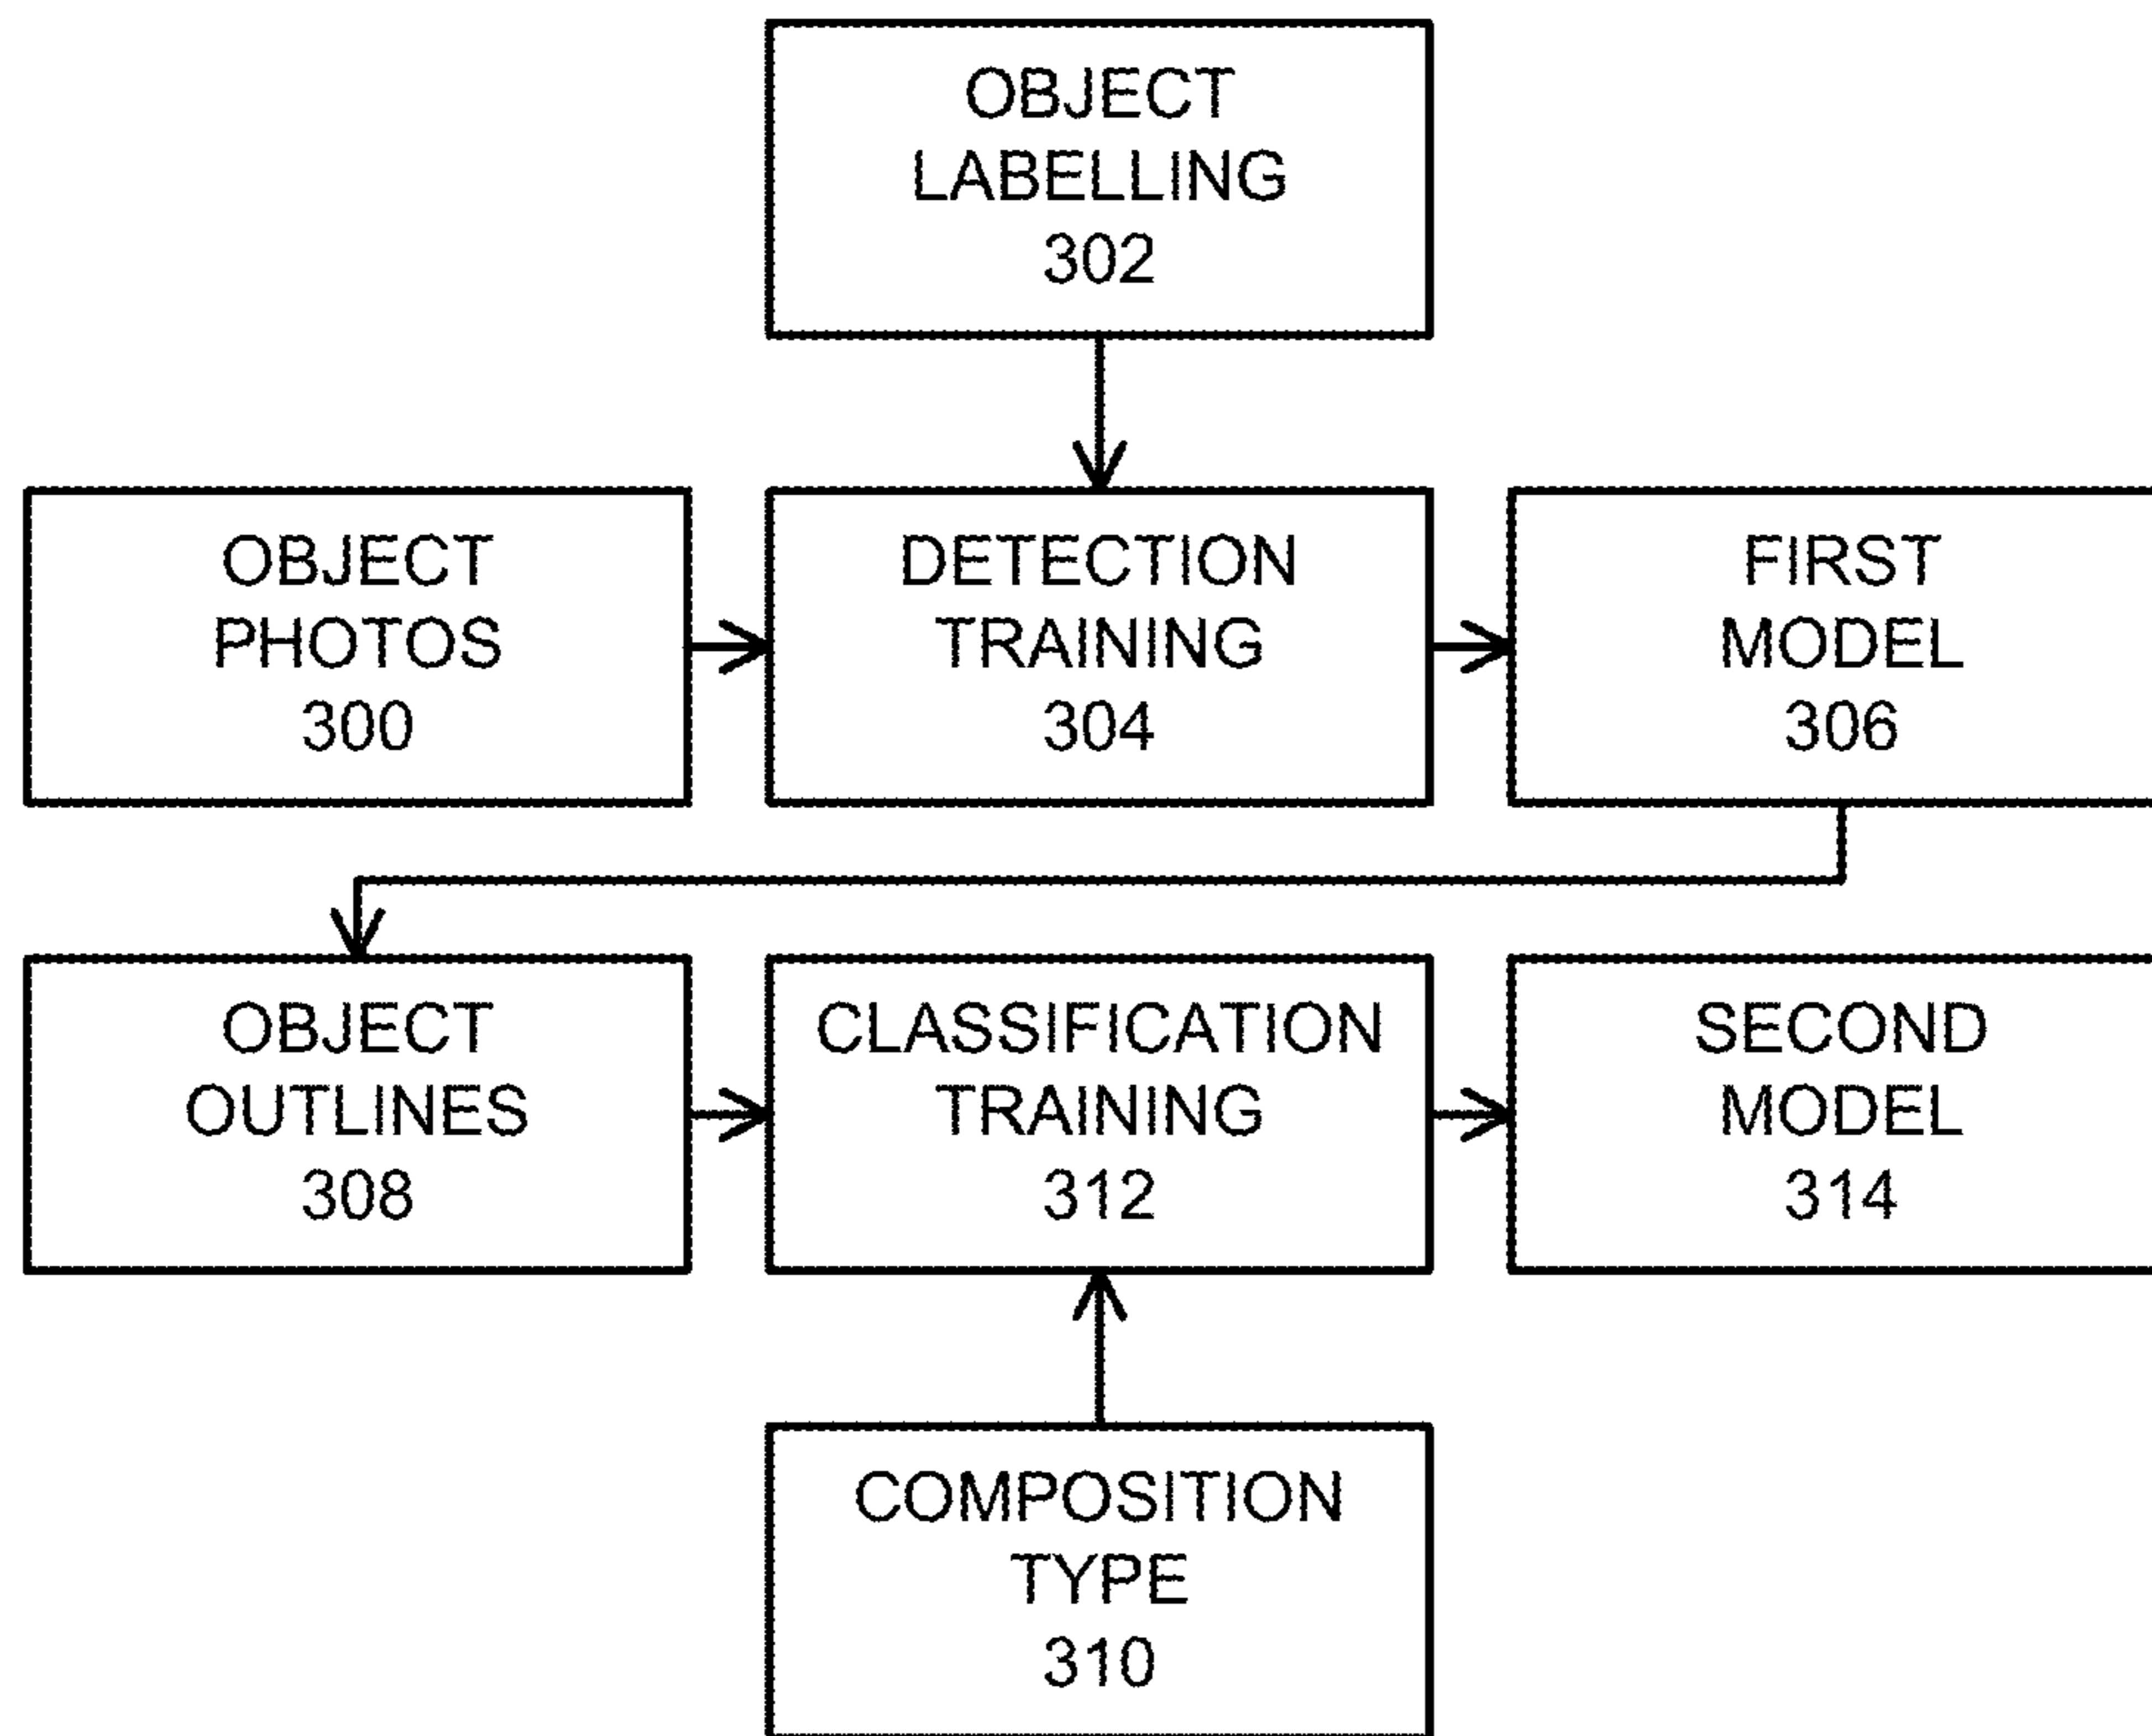 OBJECT
LABELLING
302
OBJECT
PHOTOS
300
DETECTION
TRAINING
304
FIRST
MODEL
306
OBJECT
OUTLINES
308
CLASSIFICATION
TRAINING
312
SECOND
MODEL
314
COMPOSITION
TYPE
310